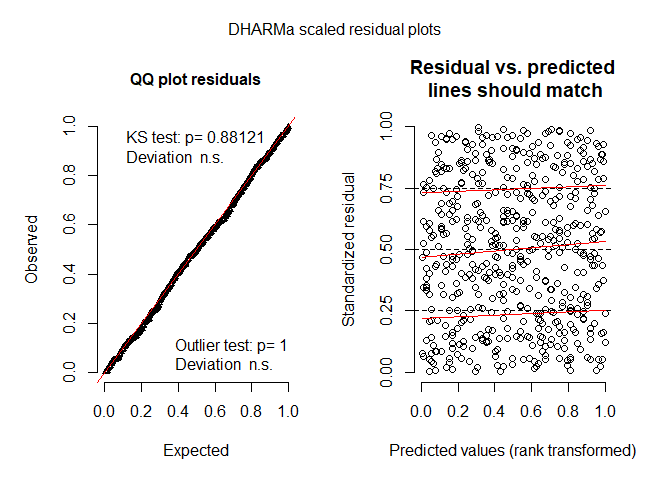 DHARMa scaled residual plots
QQ plot residuals
KS test: p= 0.88121
Deviation n.s.
Outlier test: p= 1
Deviation n.s.
Observed
0.0 0.2 0.4 0.6 0.8 1.0
0.0 0.2 0.4 0.6 0.8 1.0
Expected
Residual vs. predicted
lines should match
Standardized residual
0.00 0.25 0.50 0.75 1.00
0.0 0.2 0.4 0.6 0.8 1.0
Predicted values (rank transformed)